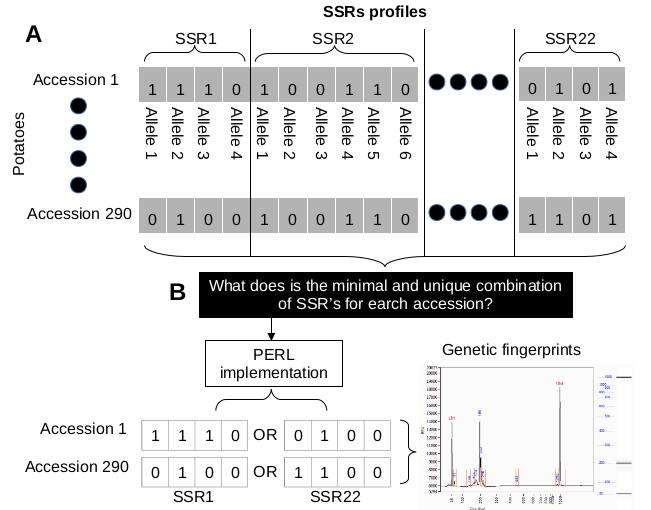 SSRs profiles
A
SSR1 SSR2 SSR22
Accession 1 1 1 1 0 1 0 0 1 1 0 0 1 0 1
Potatoes
Allele 1 Allele 2 Allele 3 Allele 4 Allele 1 Allele 2 Allele 3 Allele 4 Allele 5 Allele 6 Allele 1 Allele 2 Allele 3 Allele 4
Accession 290 0 1 0 0 1 0 0 1 1 0 1 1 0 1
B
What does is the minimal and unique combination
of SSR's for earch accession?
PERL
implementation
Genetic fingerprints
Accession 1 1 1 1 0 OR 0 1 0 0
Accession 290 0 1 0 0 OR 1 1 0 0
SSR1 SSR22